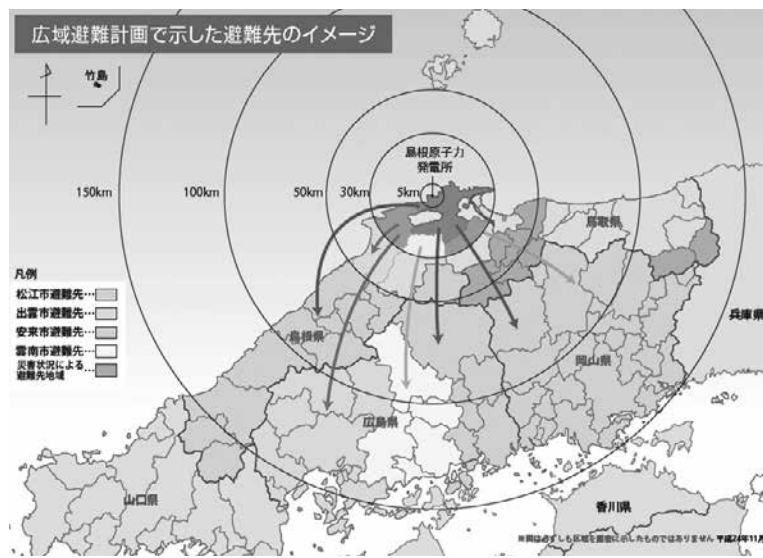 広域避難計画で示した避難先のイメージ
竹島
島根原子力
発電所
150km
100km
50km
30km
5km
鳥取県
凡例
松江市避難先…
出雲市避難先…
安来市避難先…
雲南市避難先…
災害状況による
避難先地域…
島根県
兵庫県
岡山県
広島県
山口県
香川県
※図は必ずしも区域を厳密に示したものではありません 平成24年11月